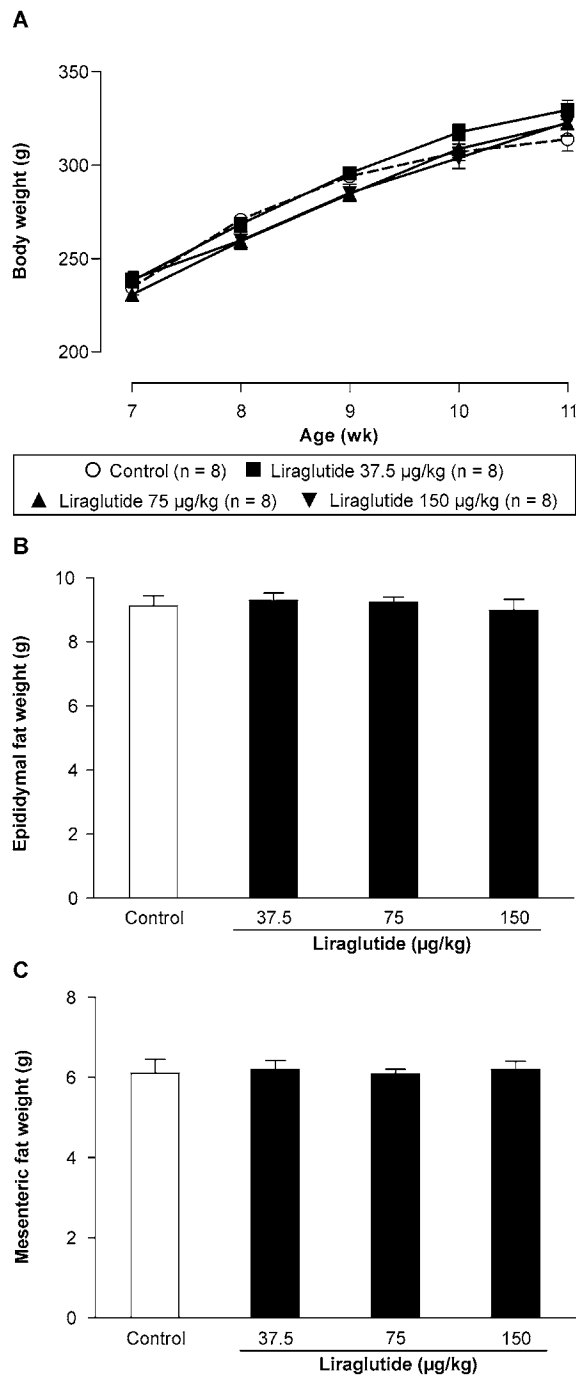 A
350
300
250
200
Body weight (g)
7 8 9 10 11
Age (wk)
Control (n = 8) Liraglutide 37.5 µg/kg (n = 8)
Liraglutide 75 µg/kg (n = 8) Liraglutide 150 µg/kg (n = 8)
B
10
8
6
4
2
0
Epididymal fat weight (g)
Control 37.5 75 150
Liraglutide (µg/kg)
C
8
6
4
2
0
Mesenteric fat weight (g)
Control 37.5 75 150
Liraglutide (µg/kg)